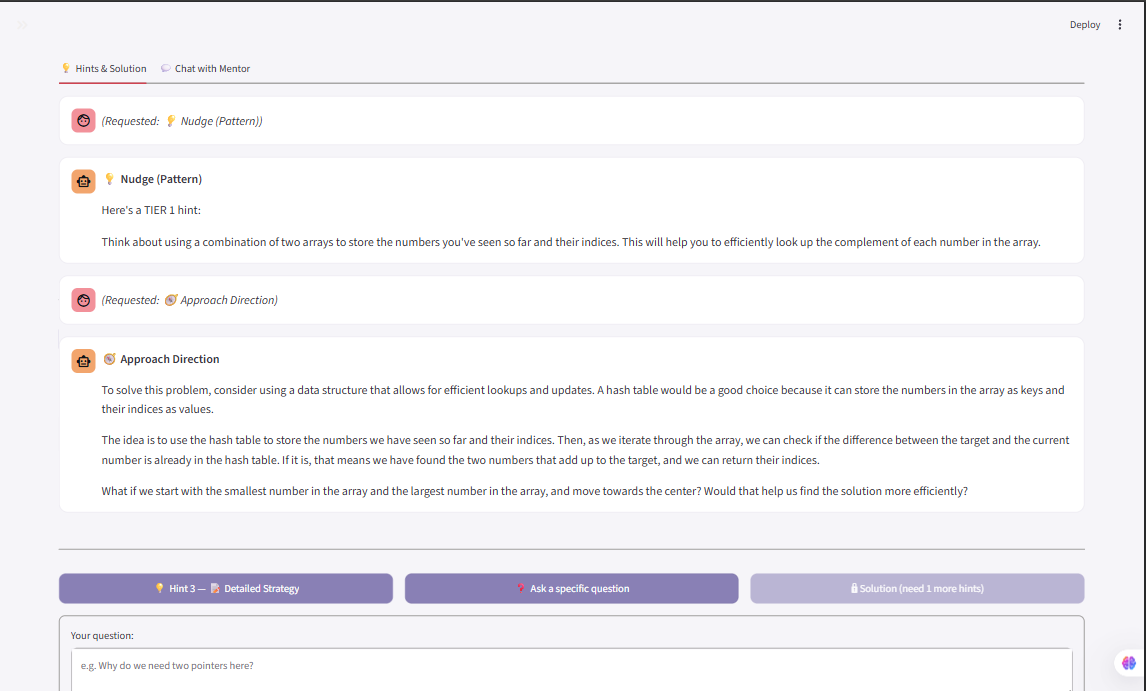 Deploy
Hints & Solution
Chat with Mentor
(Requested: 💡 Nudge (Pattern))
💡 Nudge (Pattern)
Here's a TIER 1 hint:
Think about using a combination of two arrays to store the numbers you've seen so far and their indices. This will help you to efficiently look up the complement of each number in the array.
(Requested: 🧭 Approach Direction)
🧭 Approach Direction
To solve this problem, consider using a data structure that allows for efficient lookups and updates. A hash table would be a good choice because it can store the numbers in the array as keys and
their indices as values.
The idea is to use the hash table to store the numbers we have seen so far and their indices. Then, as we iterate through the array, we can check if the difference between the target and the current
number is already in the hash table. If it is, that means we have found the two numbers that add up to the target, and we can return their indices.
What if we start with the smallest number in the array and the largest number in the array, and move towards the center? Would that help us find the solution more efficiently?
💡 Hint 3 — 📝 Detailed Strategy
❓ Ask a specific question
🔒 Solution (need 1 more hints)
Your question:
e.g. Why do we need two pointers here?